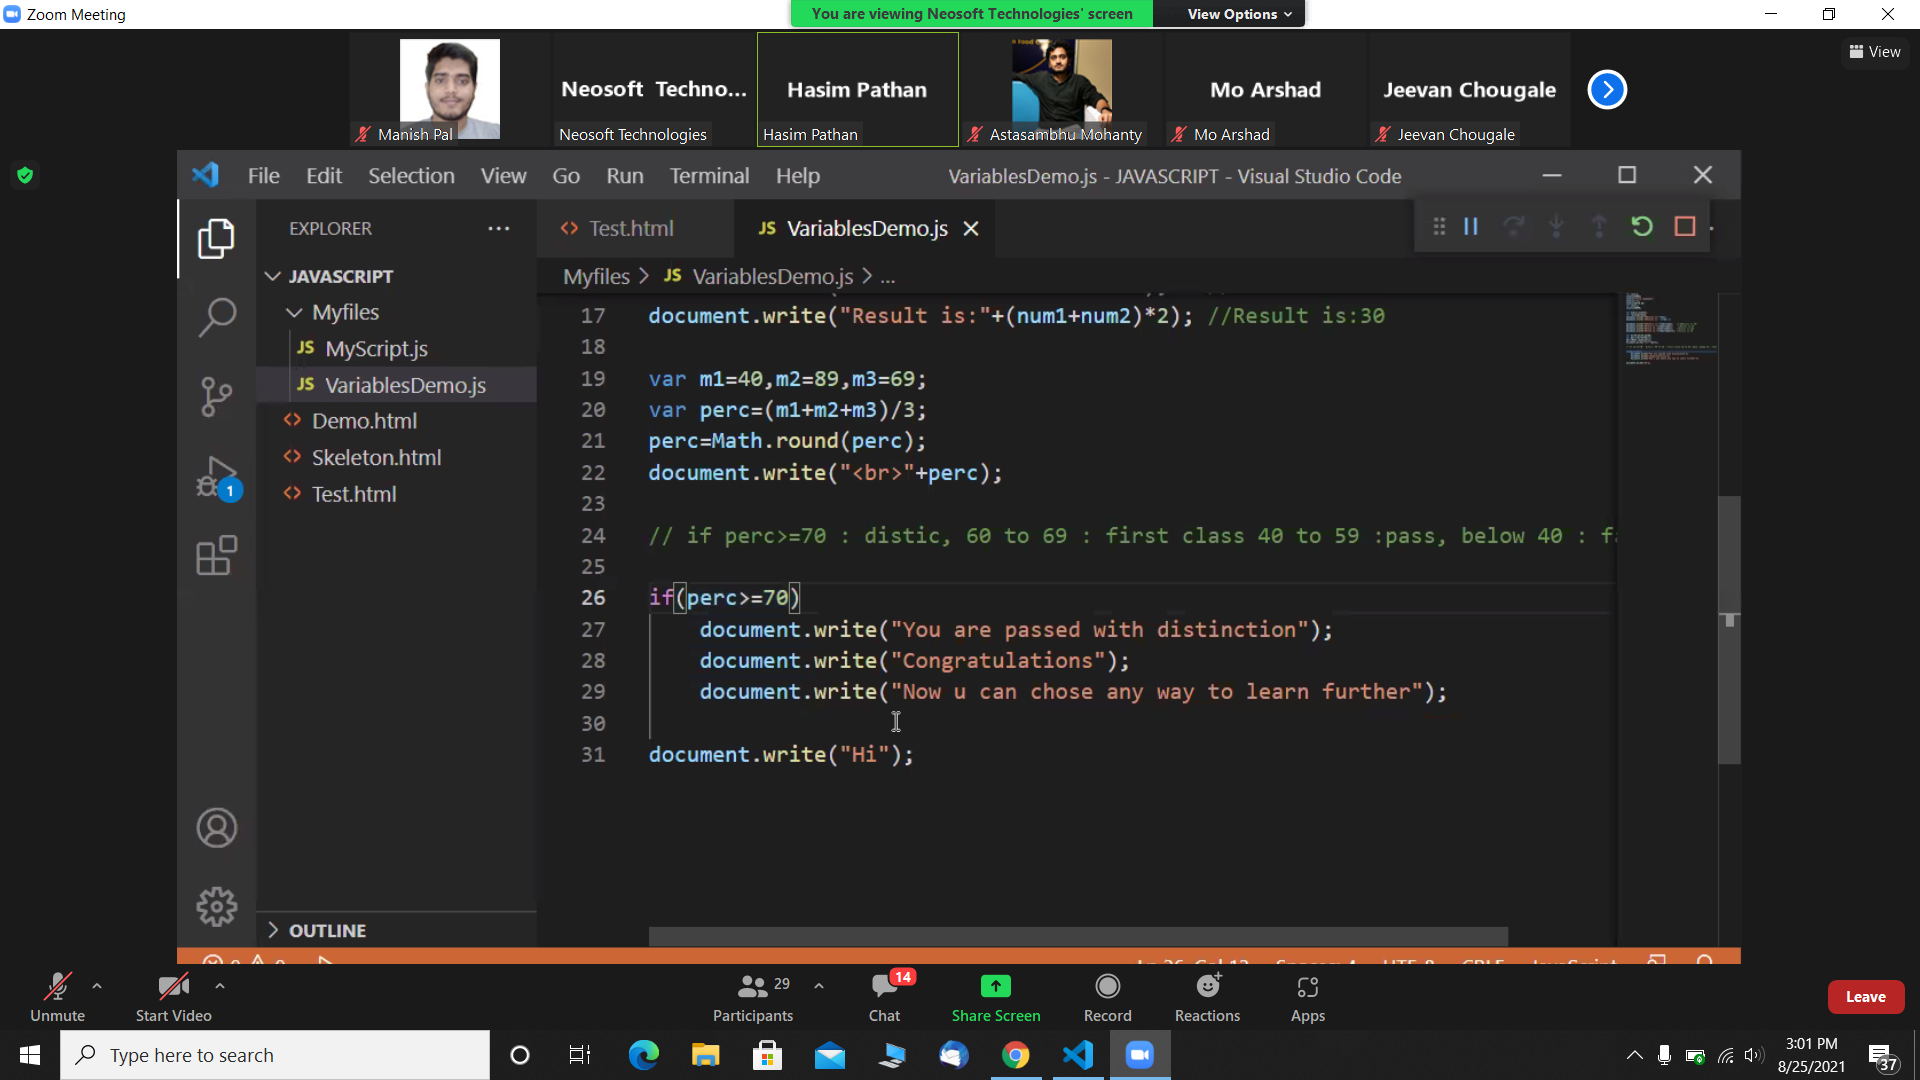 Zoom Meeting
You are viewing Neosoft Technologies' screen
View Options
View
Manish Pal
Neosoft Techno...
Neosoft Technologies
Hasim Pathan
Hasim Pathan
Astasambhu Mohanty
Mo Arshad
Mo Arshad
Jeevan Chougale
Jeevan Chougale
File Edit Selection View Go Run Terminal Help
VariablesDemo.js - JAVASCRIPT - Visual Studio Code
EXPLORER ...
JAVASCRIPT
Myfiles
JS MyScript.js
JS VariablesDemo.js
<> Demo.html
<> Skeleton.html
<> Test.html
1
OUTLINE
<> Test.html
JS VariablesDemo.js
Myfiles > JS VariablesDemo.js > ...
17 document.write("Result is:"+(num1+num2)*2); //Result is:30
18
19 var m1=40,m2=89,m3=69;
20 var perc=(m1+m2+m3)/3;
21 perc=Math.round(perc);
22 document.write("<br>"+perc);
23
24 // if perc>=70 : distic, 60 to 69 : first class 40 to 59 :pass, below 40 :
25
26 if(perc>=70)
27 document.write("You are passed with distinction");
28 document.write("Congratulations");
29 document.write("Now u can chose any way to learn further");
30
31 document.write("Hi");
Unmute
Start Video
29
Participants
14
Chat
Share Screen
Record
Reactions
Apps
Leave
Type here to search
3:01 PM
8/25/2021
37